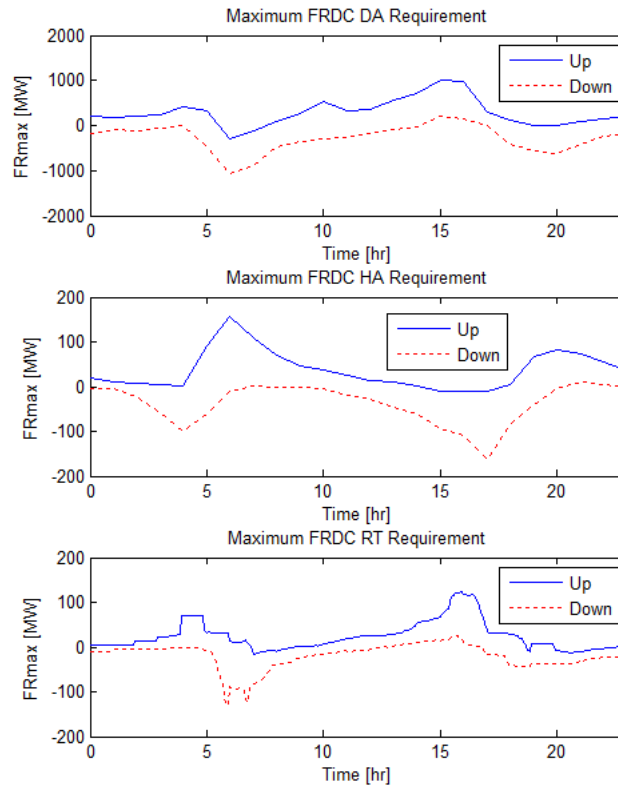 Maximum FRDC DA Requirement
2000
1000
0
-1000
-2000
FRmax [MW]
Up
Down
0 5 10 15 20
Time [hr]
Maximum FRDC HA Requirement
200
100
0
-100
-200
FRmax [MW]
Up
Down
0 5 10 15 20
Time [hr]
Maximum FRDC RT Requirement
200
100
0
-100
-200
FRmax [MW]
Up
Down
0 5 10 15 20
Time [hr]